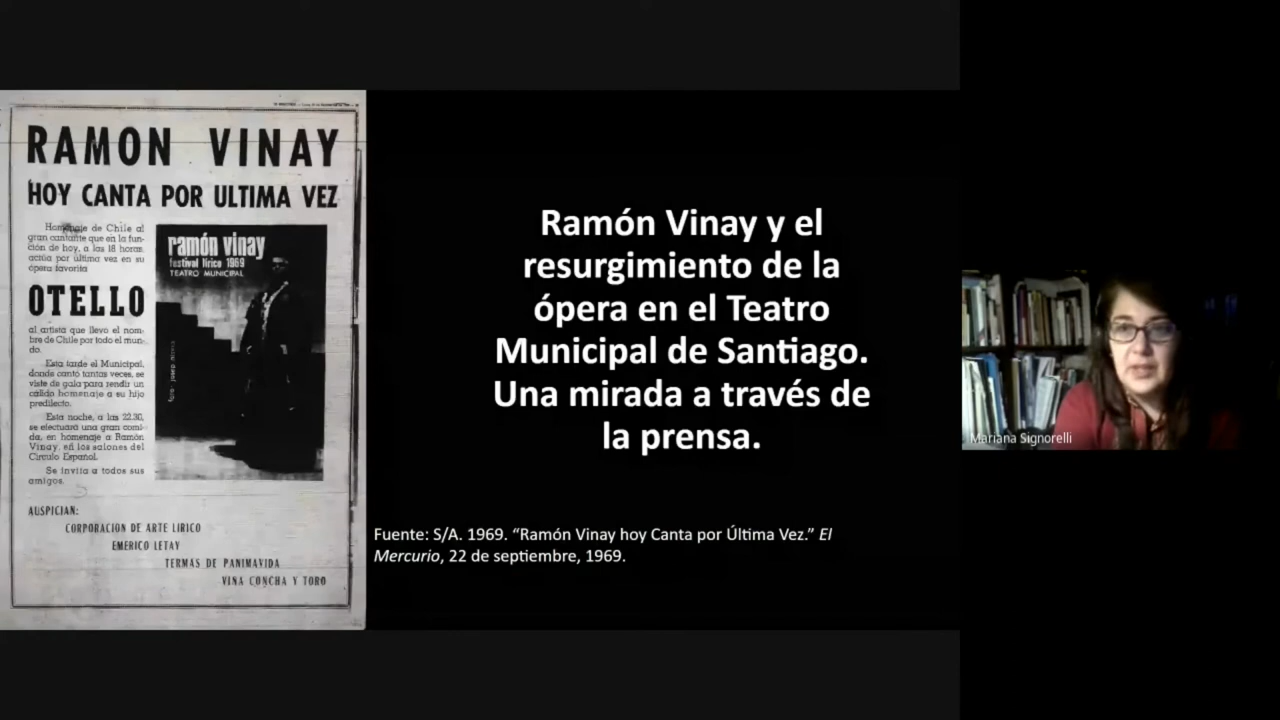 RAMON VINAY
HOY CANTA POR ULTIMA VEZ
Homenaje de Chile al
gran cantante que en la fun-
ción de hoy, a las 18 horas,
actúa por última vez en su
ópera favorita
OTELLO
al artista que llevo el nom-
bre de Chile por todo el mun-
do.
Esta tarde el Municipal,
donde cantó tantas veces, se
viste de gala para rendir un
cálido homenaje a su hijo
predilecto.
Esta noche, a las 22.30,
se efectuará una gran comi-
da, en homenaje a Ramón
Vinay, en los salones del
Círculo Español.
Se invita a todos sus
amigos.
ramón vinay
festival lírico 1969
TEATRO MUNICIPAL
AUSPICIAN:
CORPORACION DE ARTE LIRICO
EMERICO LETAY
TERMAS DE PANIMAVIDA
VIÑA CONCHA Y TORO
Ramón Vinay y el
resurgimiento de la
ópera en el Teatro
Municipal de Santiago.
Una mirada a través de
la prensa.
Fuente: S/A. 1969. “Ramón Vinay hoy Canta por Última Vez.” El
Mercurio, 22 de septiembre, 1969.
Mariana Signorelli